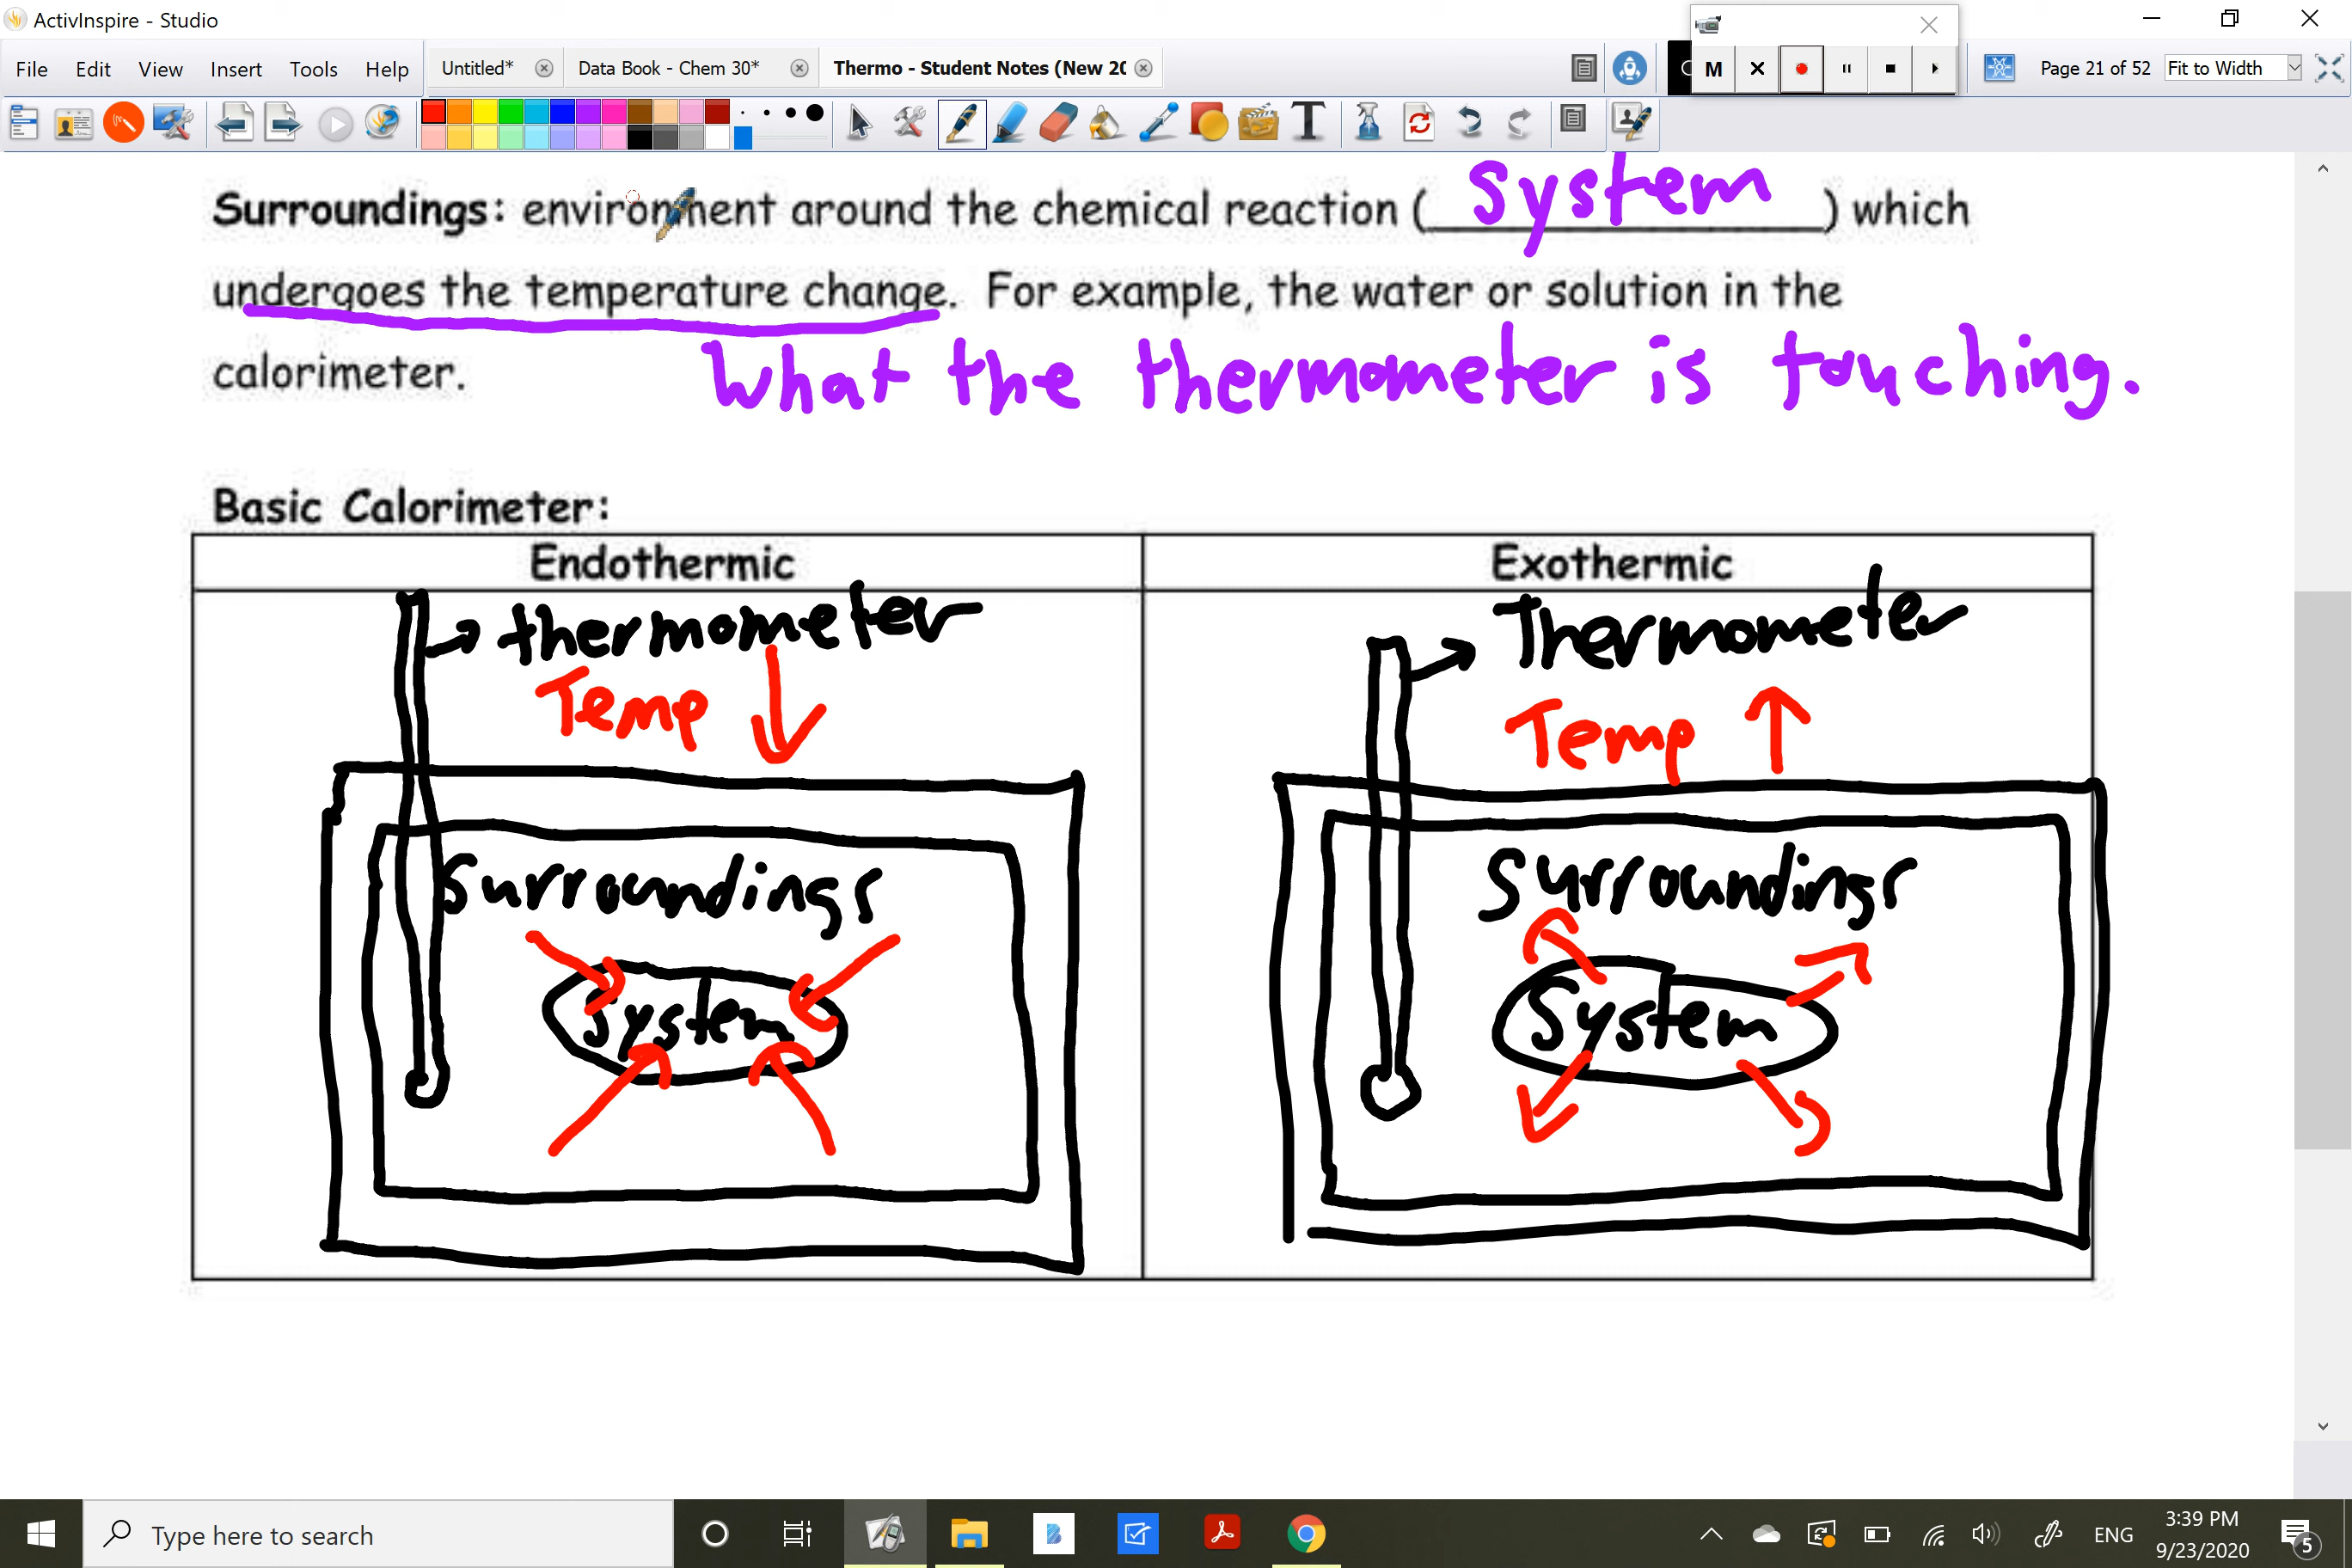 ActivInspire - Studio
File Edit View Insert Tools Help Untitled* Data Book - Chem 30* Thermo - Student Notes (New 20 M Page 21 of 52 Fit to Width
T
Surroundings: environment around the chemical reaction (system) which
undergoes the temperature change. For example, the water or solution in the
calorimeter. What the thermometer is touching.
Basic Calorimeter:
Endothermic Exothermic
thermometer Thermometer
Temp Temp
Surroundings Surroundings
System System
Type here to search
ENG 3:39 PM
9/23/2020 5